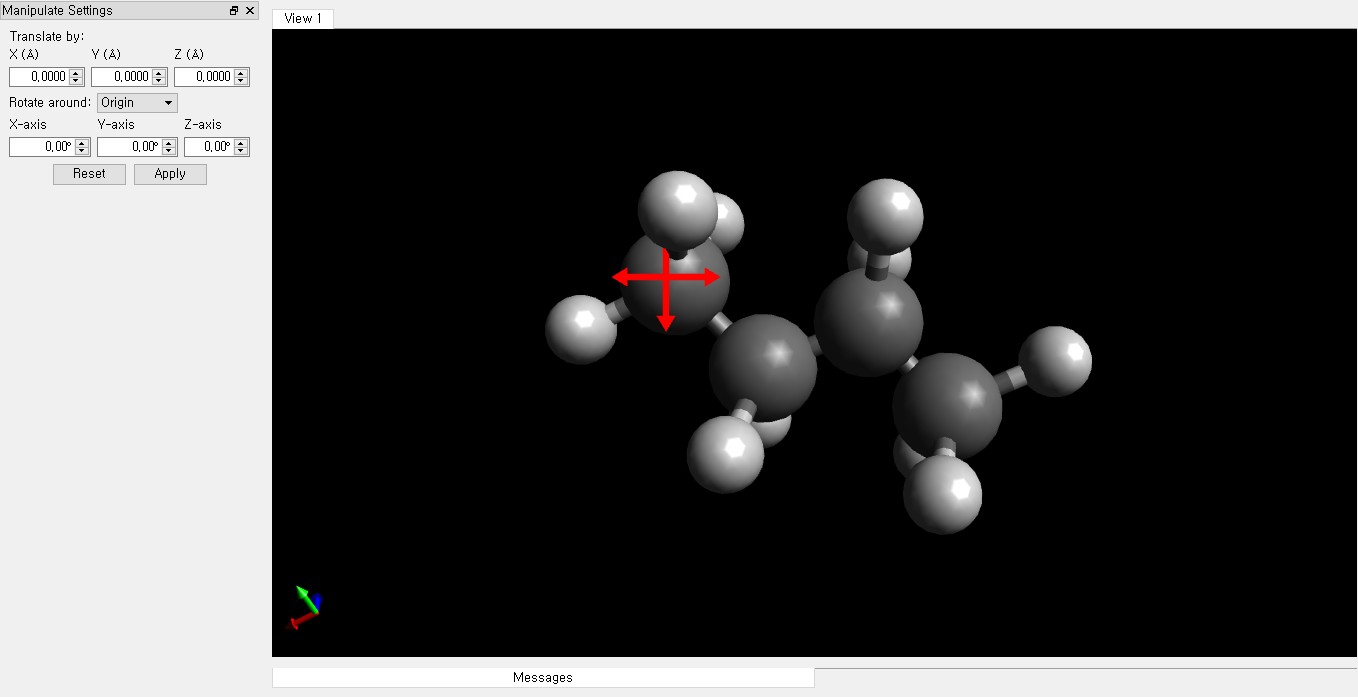 Manipulate Settings
View 1
Translate by:
X (Å) Y (Å) Z (Å)
0,0000 0,0000 0,0000
Rotate around: Origin
X-axis Y-axis Z-axis
0,00° 0,00° 0,00°
Reset Apply
Messages